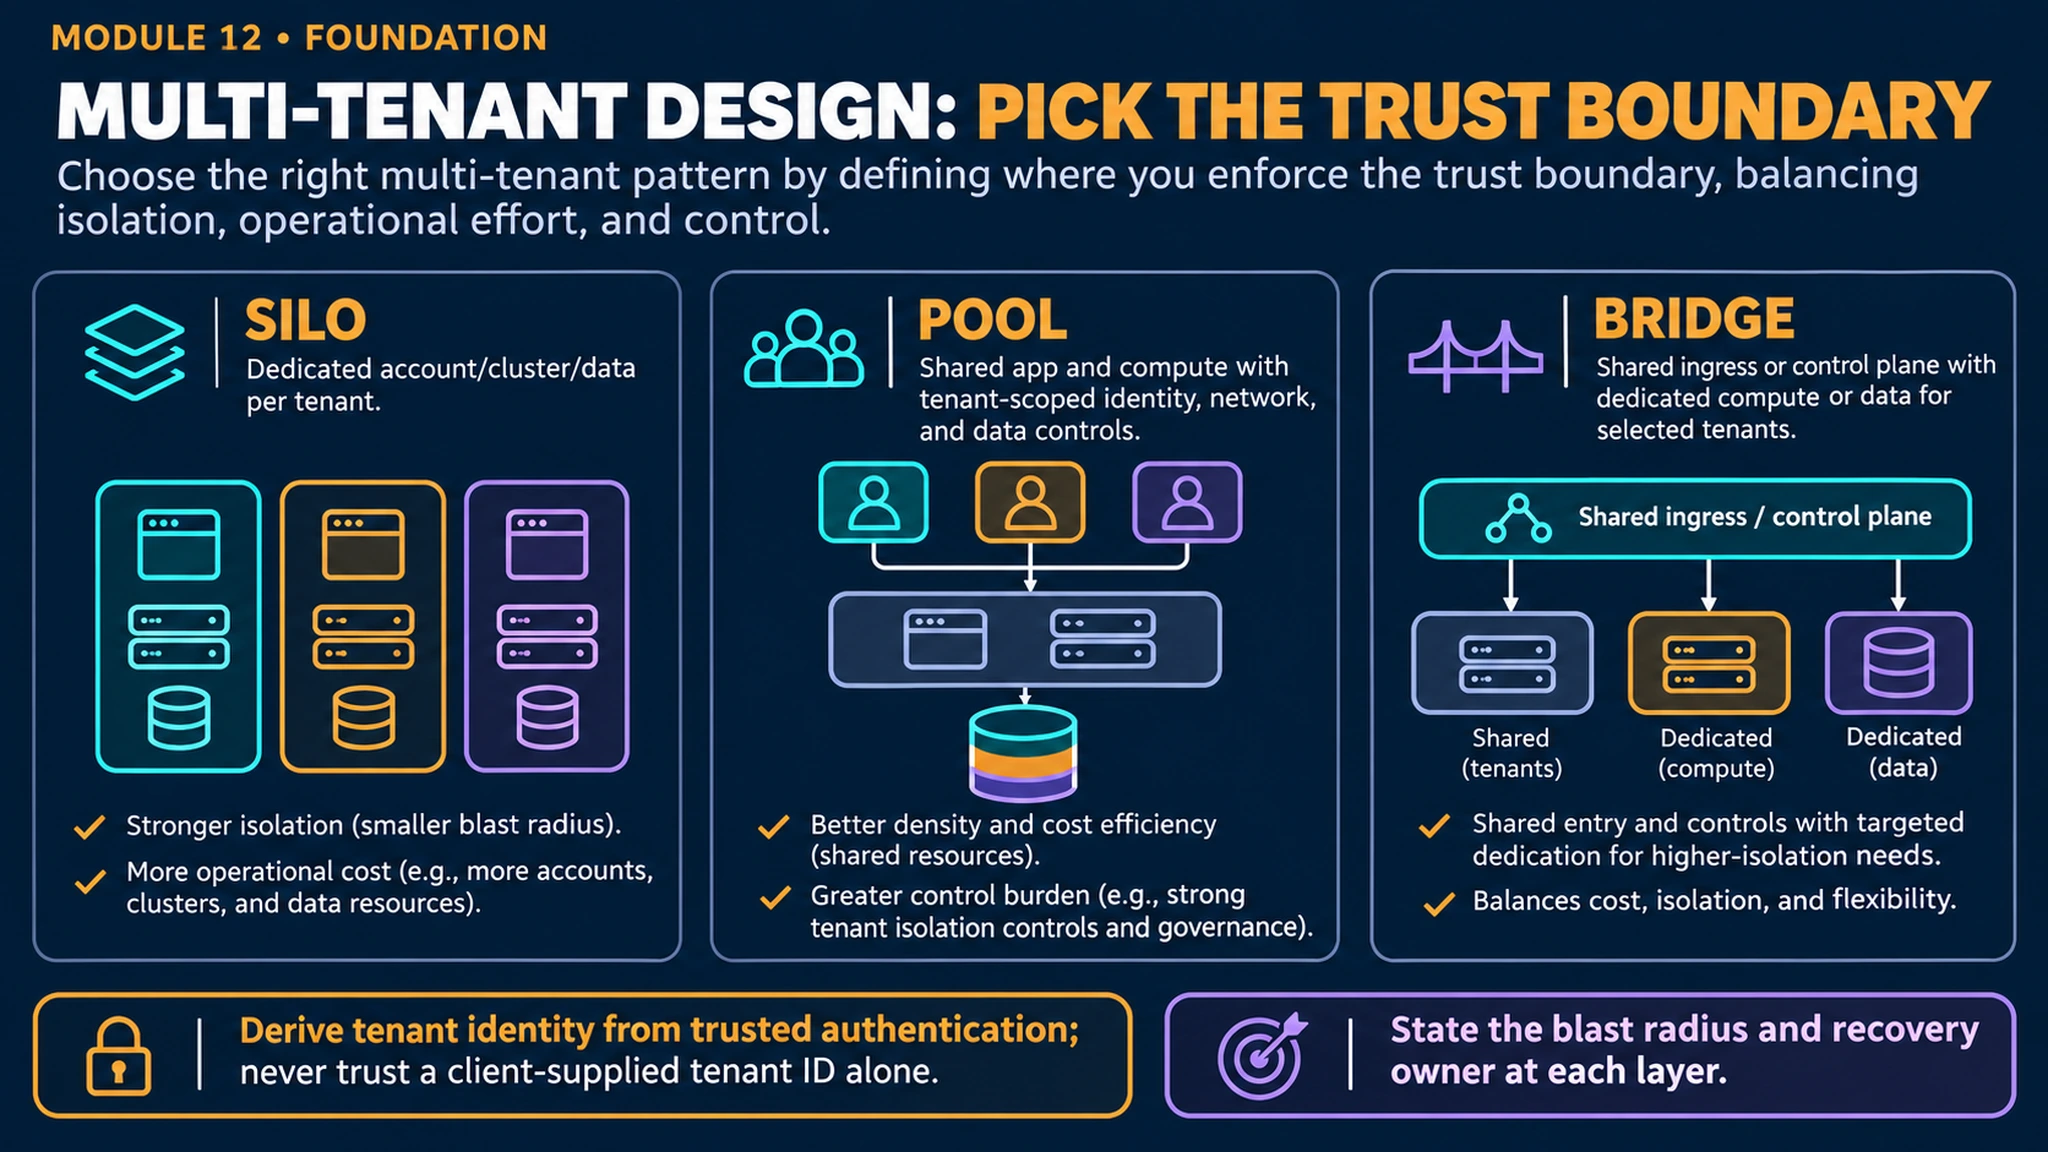 MODULE 12 • FOUNDATION
MULTI-TENANT DESIGN: PICK THE TRUST BOUNDARY
Choose the right multi-tenant pattern by defining where you enforce the trust boundary, balancing
isolation, operational effort, and control.
SILO
Dedicated account/cluster/data
per tenant.
Stronger isolation (smaller blast radius).
More operational cost (e.g., more accounts,
clusters, and data resources).
POOL
Shared app and compute with
tenant-scoped identity, network,
and data controls.
Better density and cost efficiency
(shared resources).
Greater control burden (e.g., strong
tenant isolation controls and governance).
BRIDGE
Shared ingress or control plane with
dedicated compute or data for
selected tenants.
Shared ingress / control plane
Shared
(tenants)
Dedicated
(compute)
Dedicated
(data)
Shared entry and controls with targeted
dedication for higher-isolation needs.
Balances cost, isolation, and flexibility.
Derive tenant identity from trusted authentication;
never trust a client-supplied tenant ID alone.
State the blast radius and recovery
owner at each layer.